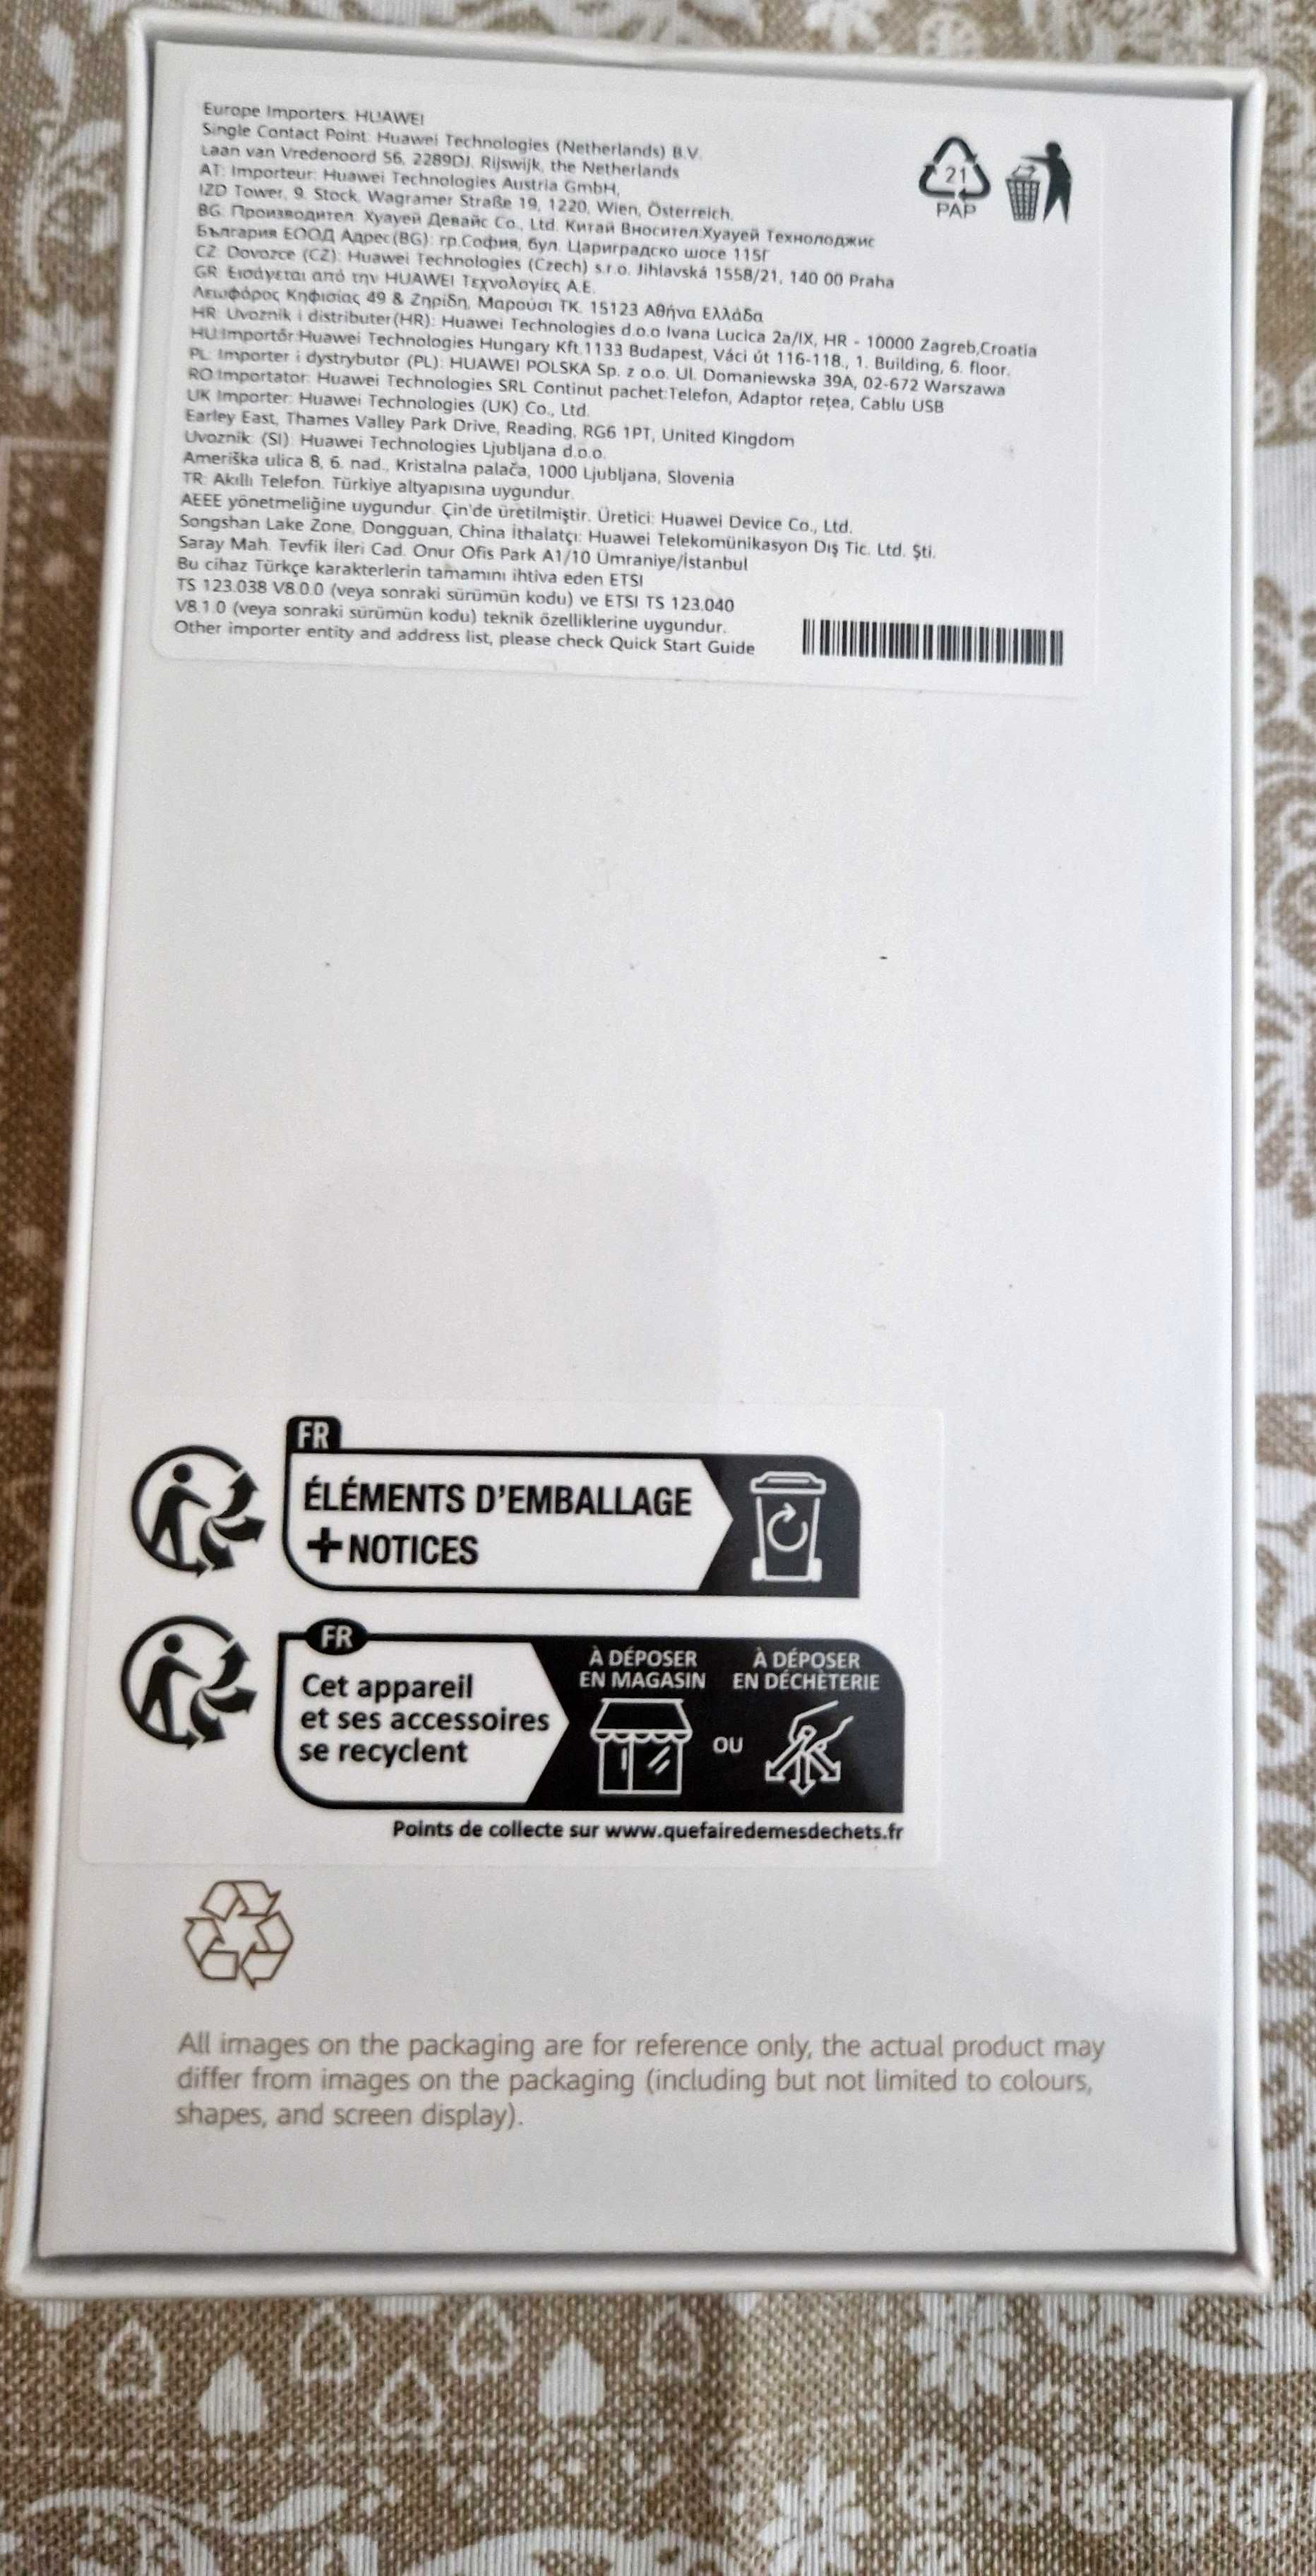 Europe Importers: HUAWEI
Single Contact Point: Huawei Technologies (Netherlands) B.V.
Laan van Vredenoord 56, 2289DJ, Rijswijk, the Netherlands
AT: Importeur: Huawei Technologies Austria GmbH,
IZD Tower, 9. Stock, Wagramer Straße 19, 1220, Wien, Österreich.
BG: Производител: Хуауей Девайс Co., Ltd. Китай Вносител:Хуауей Технолоджис
България ЕООД Адрес(BG): гр.София, бул. Цариградско шосе 115Г
CZ: Dovozce (CZ): Huawei Technologies (Czech) s.r.o. Jihlavská 1558/21, 140 00 Praha
GR: Εισάγεται από την HUAWEI Τεχνολογίες Α.Ε.
Λεωφόρος Κηφισίας 49 & Ζηρίδη, Μαρούσι ΤΚ. 15123 Αθήνα Ελλάδα
HR: Uvoznik i distributer(HR): Huawei Technologies d.o.o Ivana Lucica 2a/IX, HR - 10000 Zagreb,Croatia
HU:Importőr:Huawei Technologies Hungary Kft.1133 Budapest, Váci út 116-118., 1. Building, 6. floor.
PL: Importer i dystrybutor (PL): HUAWEI POLSKA Sp. z o.o. Ul. Domaniewska 39A, 02-672 Warszawa
RO:Importator: Huawei Technologies SRL Continut pachet:Telefon, Adaptor rețea, Cablu USB
UK Importer: Huawei Technologies (UK) Co., Ltd.
Earley East, Thames Valley Park Drive, Reading, RG6 1PT, United Kingdom
Uvoznik: (SI): Huawei Technologies Ljubljana d.o.o.
Ameriška ulica 8, 6. nad., Kristalna palača, 1000 Ljubljana, Slovenia
TR: Akıllı Telefon. Türkiye altyapısına uygundur.
AEEE yönetmeliğine uygundur. Çin'de üretilmiştir. Üretici: Huawei Device Co., Ltd.
Songshan Lake Zone, Dongguan, China İthalatçı: Huawei Telekomünikasyon Dış Tic. Ltd. Şti.
Saray Mah. Tevfik İleri Cad. Onur Ofis Park A1/10 Ümraniye/İstanbul
Bu cihaz Türkçe karakterlerin tamamını ihtiva eden ETSI
TS 123.038 V8.0.0 (veya sonraki sürümün kodu) ve ETSI TS 123.040
V8.1.0 (veya sonraki sürümün kodu) teknik özelliklerine uygundur.
Other importer entity and address list, please check Quick Start Guide
21
PAP
FR
ÉLÉMENTS D'EMBALLAGE
+NOTICES
FR
Cet appareil
et ses accessoires
se recyclent
À DÉPOSER
EN MAGASIN
OU
À DÉPOSER
EN DÉCHÈTERIE
Points de collecte sur www.quefairedemesdechets.fr
All images on the packaging are for reference only, the actual product may
differ from images on the packaging (including but not limited to colours,
shapes, and screen display).